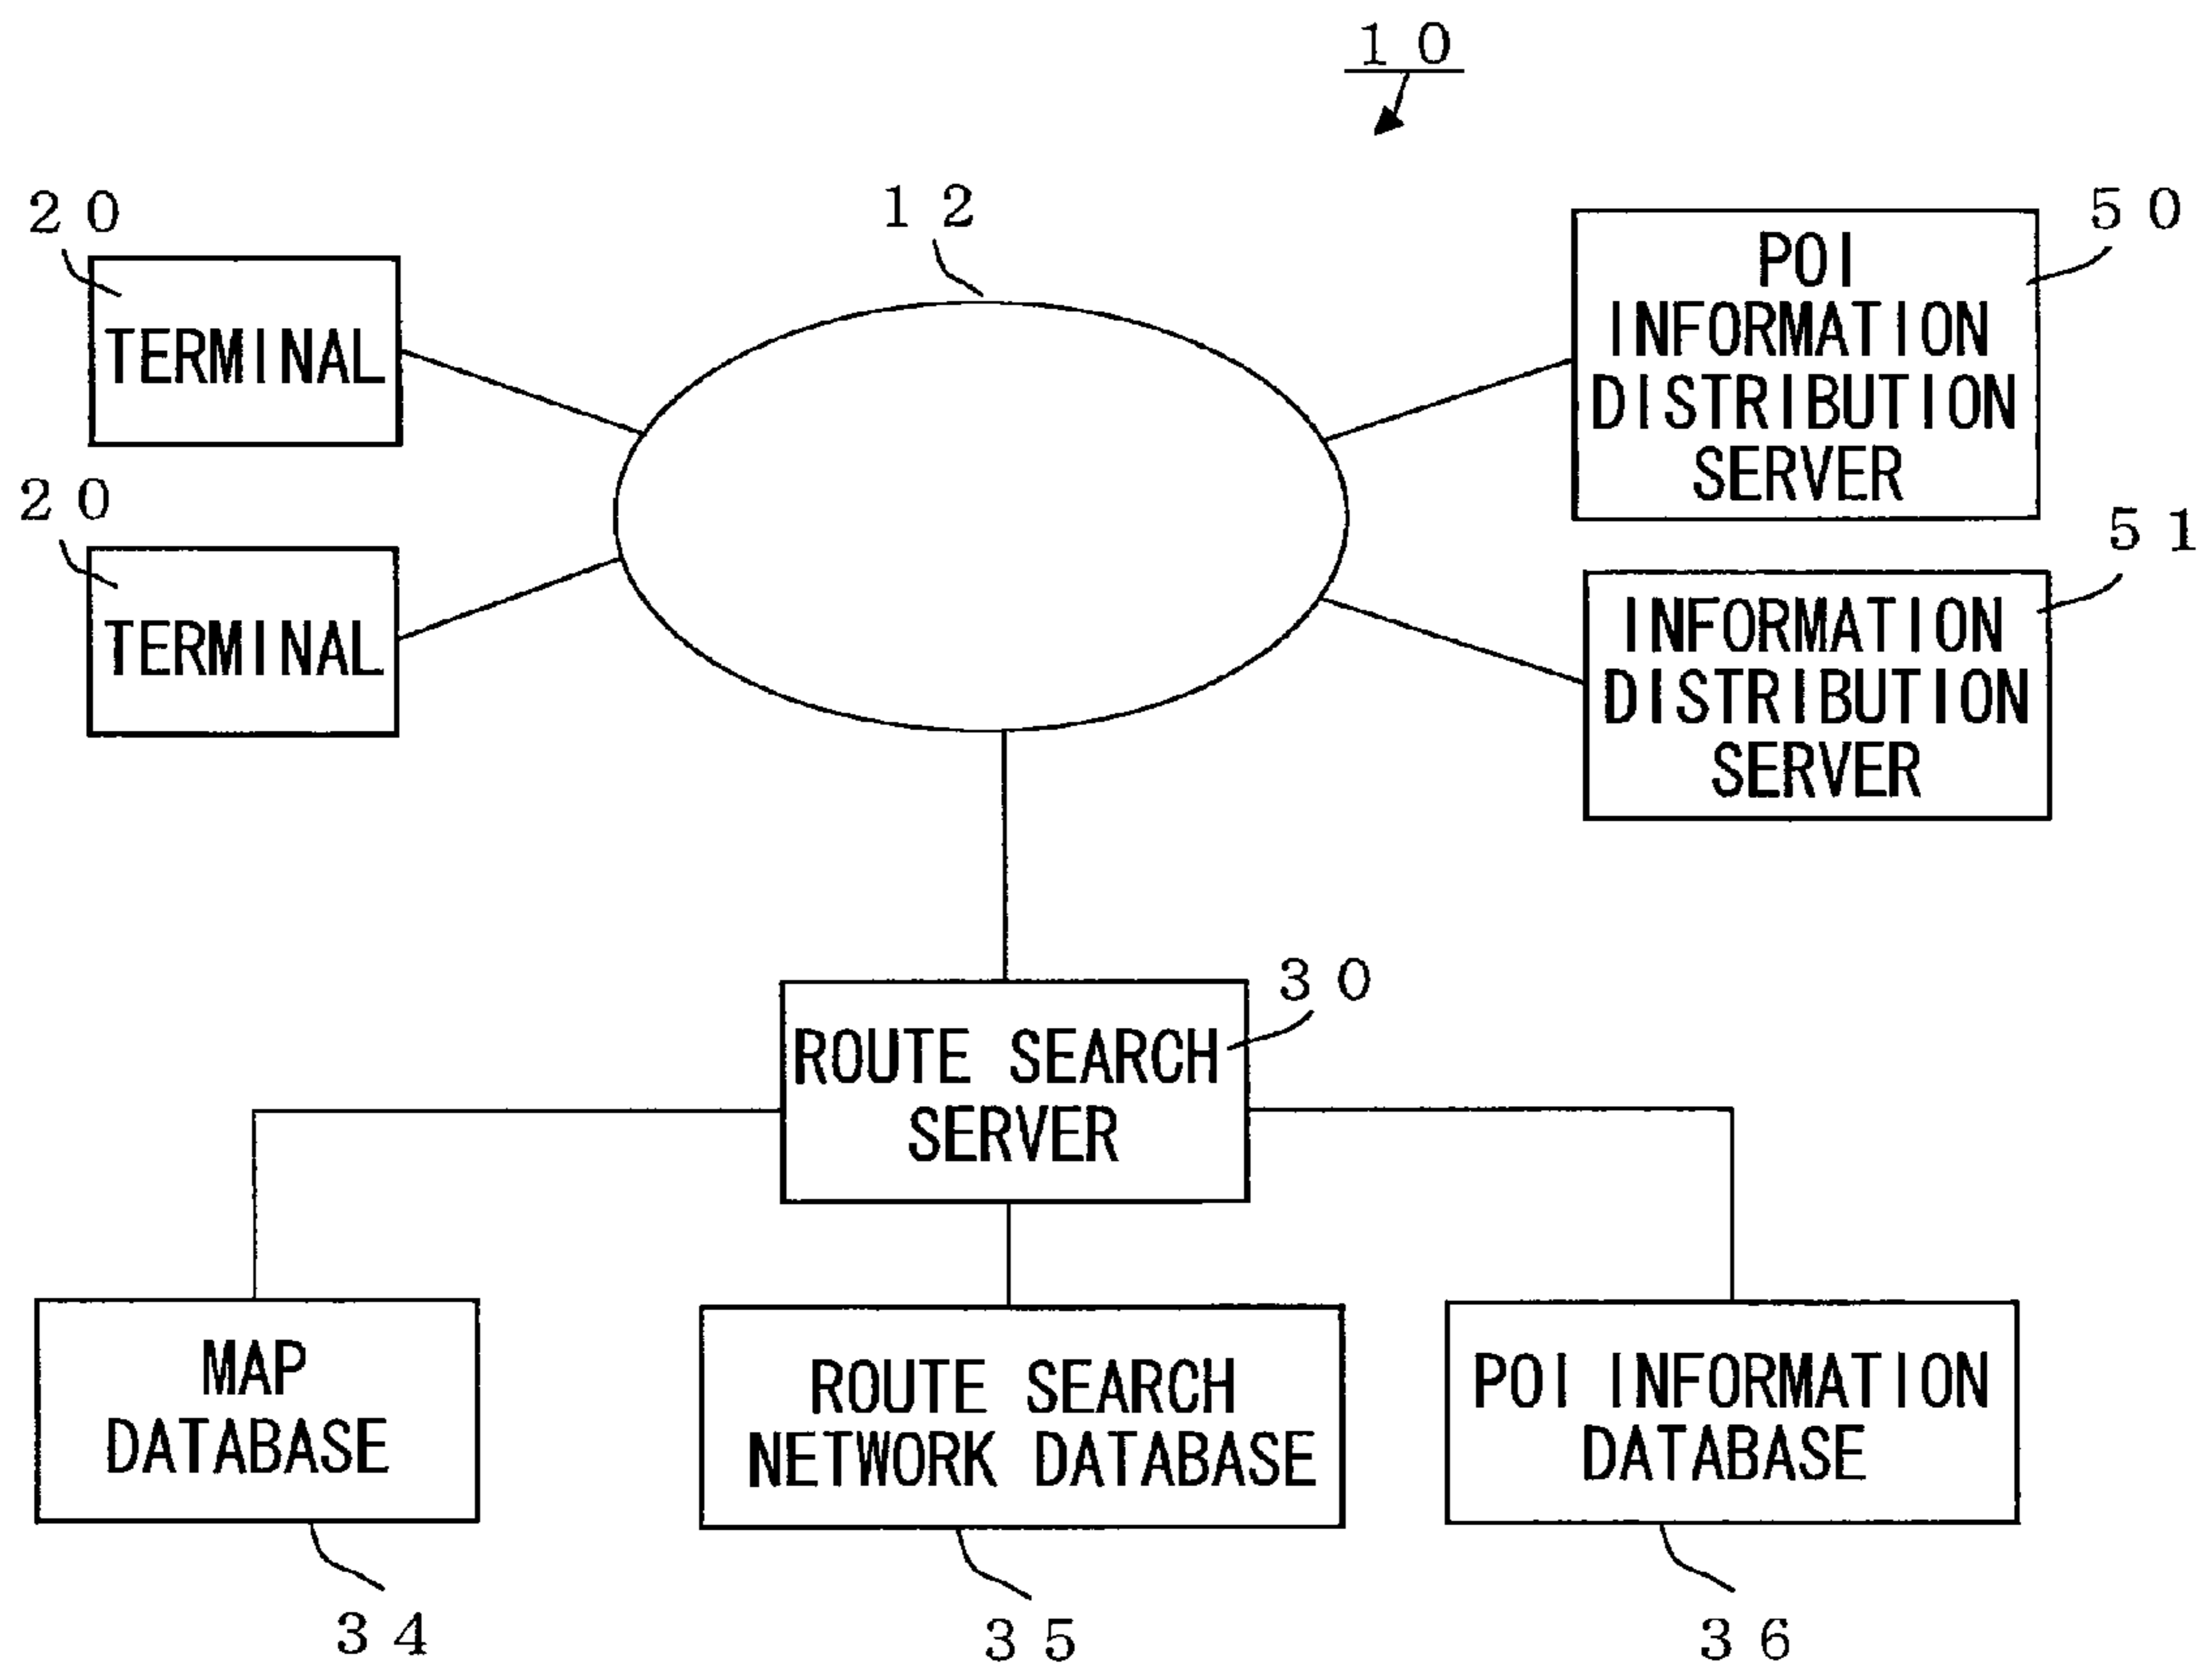 10
20
12
50
TERMINAL
POI
INFORMATION
DISTRIBUTION
SERVER
20
TERMINAL
51
INFORMATION
DISTRIBUTION
SERVER
30
ROUTE SEARCH
SERVER
MAP
DATABASE
ROUTE SEARCH
NETWORK DATABASE
POI INFORMATION
DATABASE
34
35
36